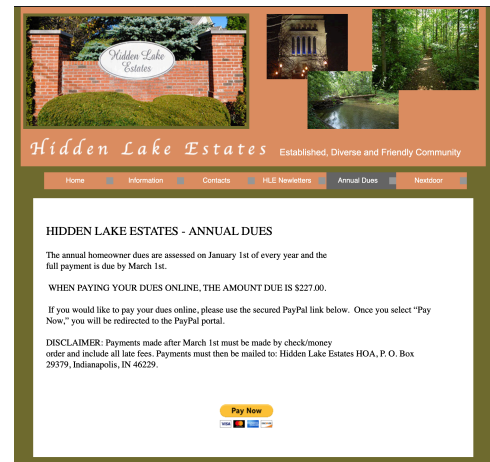 Hidden Lake
Estates
Hidden Lake Estates Established, Diverse and Friendly Community
Home Information Contacts HLE Newletters Annual Dues Nextdoor
HIDDEN LAKE ESTATES - ANNUAL DUES
The annual homeowner dues are assessed on January 1st of every year and the
full payment is due by March 1st.
WHEN PAYING YOUR DUES ONLINE, THE AMOUNT DUE IS $227.00.
If you would like to pay your dues online, please use the secured PayPal link below. Once you select “Pay
Now,” you will be redirected to the PayPal portal.
DISCLAIMER: Payments made after March 1st must be made by check/money
order and include all late fees. Payments must then be mailed to: Hidden Lake Estates HOA, P. O. Box
29379, Indianapolis, IN 46229.
Pay Now
VISA